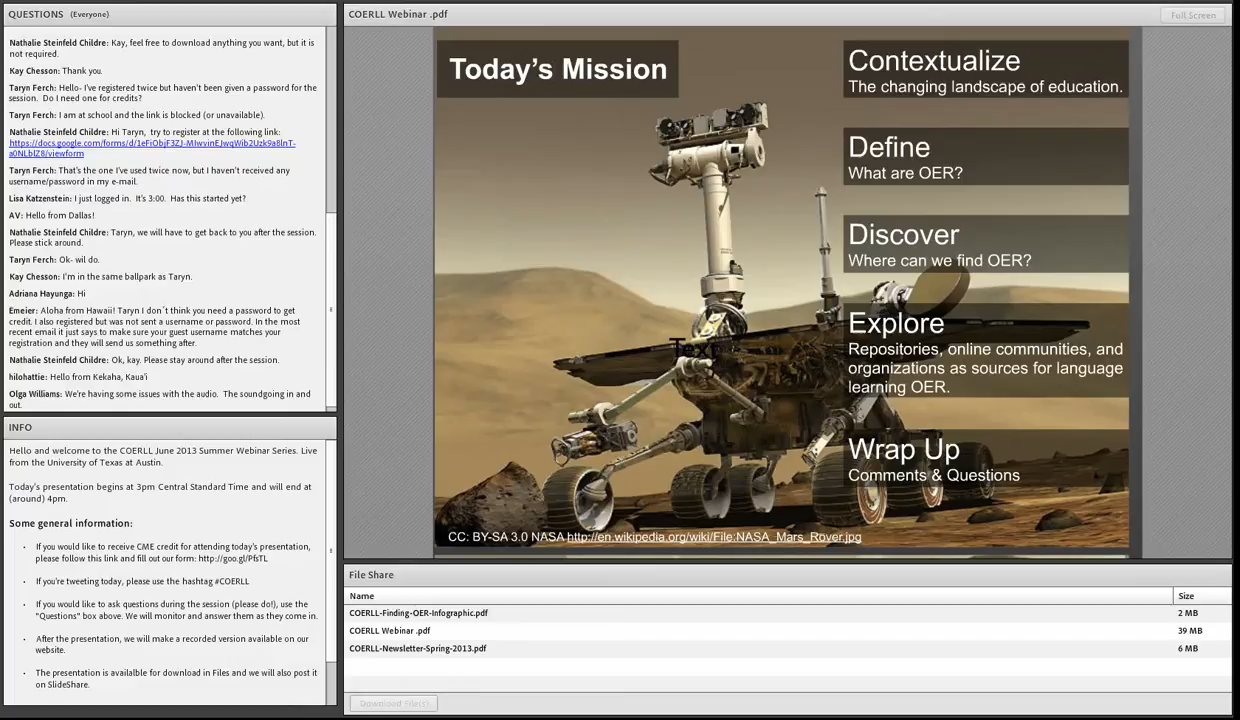 QUESTIONS (Everyone)
Nathalie Steinfeld Childre: Kay, feel free to download anything you want, but it is
not required.
Kay Chesson: Thank you.
Taryn Ferch: Hello- I've registered twice but haven't been given a password for the
session. Do I need one for credits?
Taryn Ferch: I am at school and the link is blocked (or unavailable).
Nathalie Steinfeld Childre: Hi Taryn, try to register at the following link:
Taryn Ferch: That's the one I've used twice now, but I haven't received any
username/password in my e-mail.
Lisa Katzenstein: I just logged in. It's 3:00. Has this started yet?
AV: Hello from Dallas!
Nathalie Steinfeld Childre: Taryn, we will have to get back to you after the session.
Please stick around.
Taryn Ferch: Ok- wil do.
Kay Chesson: I'm in the same ballpark as Taryn.
Adriana Hayunga: Hi
Emeier: Aloha from Hawaii! Taryn I don't think you need a password to get
credit. I also registered but was not sent a username or password. In the most
recent email it just says to make sure your guest username matches your
registration and they will send us something after.
Nathalie Steinfeld Childre: Ok, kay. Please stay around after the session.
hilohattie: Hello from Kekaha, Kaua'i
Olga Williams: We're having some issues with the audio. The soundgoing in and
out.
INFO
Hello and welcome to the COERLL June 2013 Summer Webinar Series. Live
from the University of Texas at Austin.
Today's presentation begins at 3pm Central Standard Time and will end at
(around) 4pm.
Some general information:
• If you would like to receive CME credit for attending today's presentation,
please follow this link and fill out our form: http://goo.gl/PfsTL
• If you're tweeting today, please use the hashtag #COERLL
• If you would like to ask questions during the session (please do!), use the
"Questions" box above. We will monitor and answer them as they come in.
• After the presentation, we will make a recorded version available on our
website.
• The presentation is available for download in Files and we will also post it
on SlideShare.
COERLL Webinar .pdf
Full Screen
Today's Mission
Contextualize
The changing landscape of education.
Define
What are OER?
Discover
Where can we find OER?
Text
Explore
Repositories, online communities, and
organizations as sources for language
learning OER.
Wrap Up
Comments & Questions
CC: BY-SA 3.0 NASA http://en.wikipedia.org/wiki/File:NASA_Mars_Rover.jpg
File Share
Name Size
COERLL-Finding-OER-Infographic.pdf 2 MB
COERLL Webinar .pdf 39 MB
COERLL-Newsletter-Spring-2013.pdf 6 MB
Download File(s)